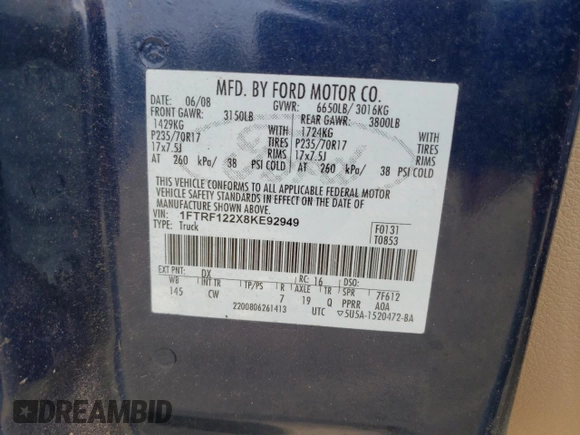 MFD. BY FORD MOTOR CO.
DATE: 06/08 GVWR: 6650LB/ 3016KG
FRONT GAWR: 3150LB REAR GAWR: 3800LB
1429KG WITH 1724KG WITH
P235/70R17 TIRES P235/70R17 TIRES
17x7.5J RIMS 17x7.5J RIMS
AT 260 kPa/ 38 PSI COLD AT 260 kPa/ 38 PSI COLD
THIS VEHICLE CONFORMS TO ALL APPLICABLE FEDERAL MOTOR
VEHICLE SAFETY STANDARDS IN EFFECT ON THE DATE OF
MANUFACTURE SHOWN ABOVE.
VIN: 1FTRF122X8KE92949 F0131
TYPE: Truck T0853
EXT PNT: DX RC: 16 DSO:
WB INT TR TP/PS R AXLE TR SPR 7F612
145 CW 7 19 Q PPRR A0A
2200806261413 UTC ▽5U5A-1520472-BA
DREAMBID